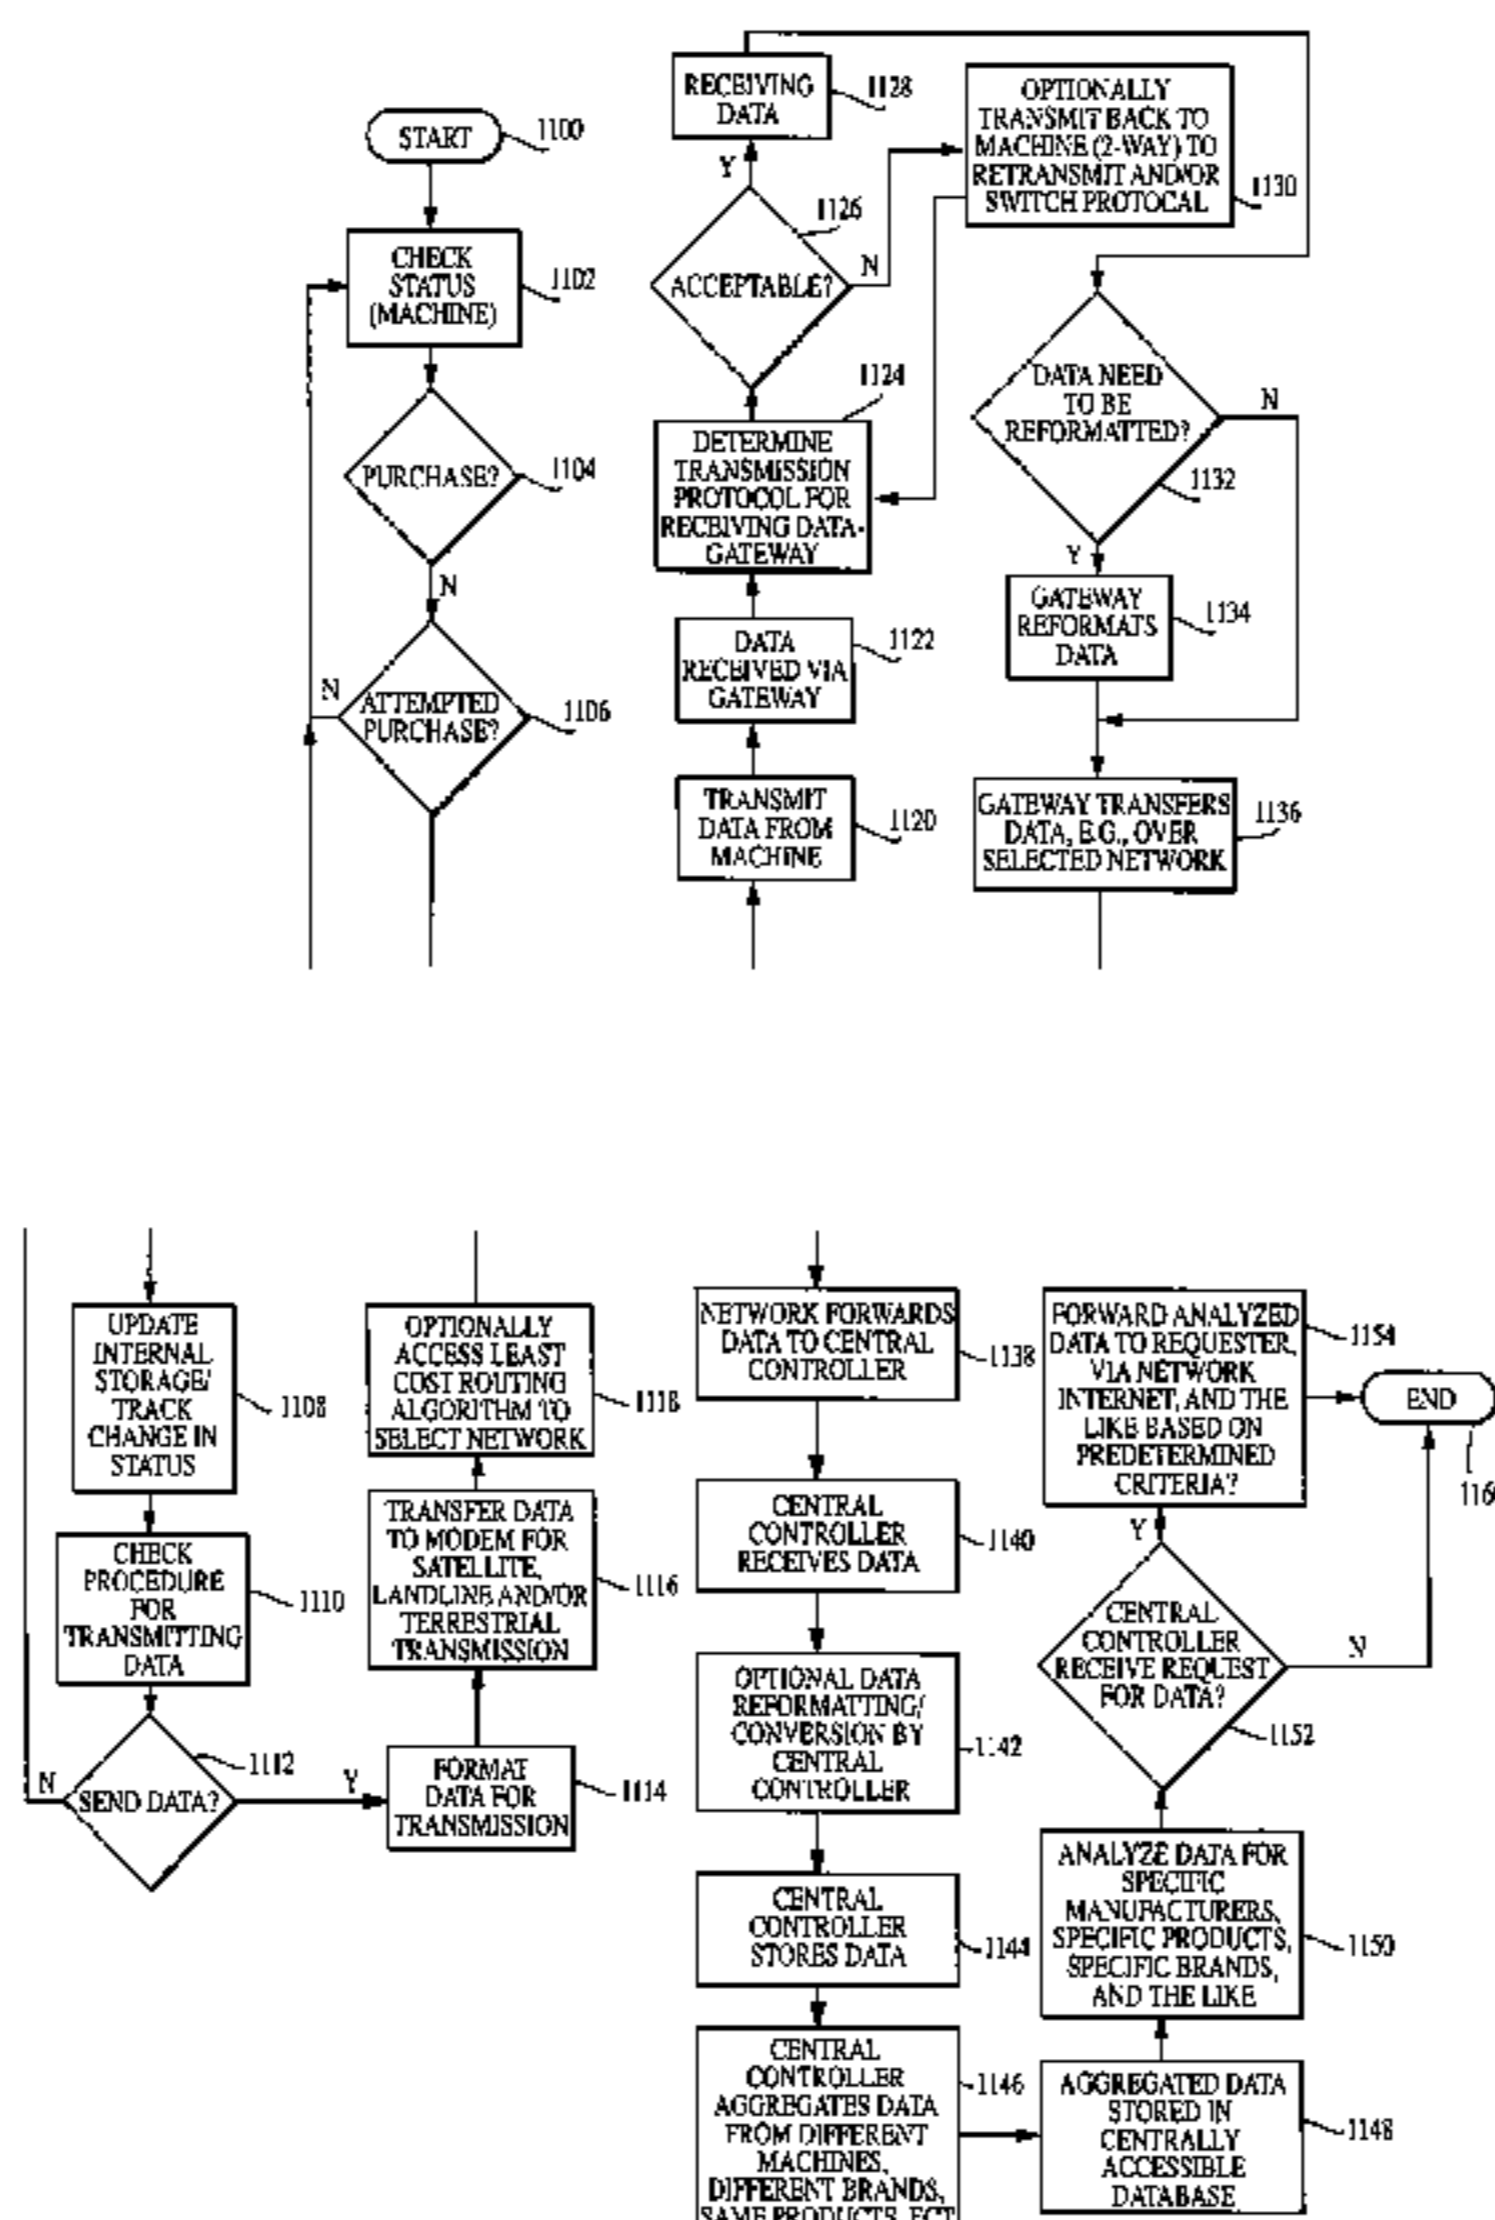 START
1100
CHECK
STATUS
(MACHINE)
1102
PURCHASE?
1104
N
ATTEMPTED
PURCHASE?
N
1106
RECEIVING
DATA
1128
Y
ACCEPTABLE?
1126
N
OPTIONALLY
TRANSMIT BACK TO
MACHINE (2-WAY) TO
RETRANSMIT AND/OR
SWITCH PROTOCAL
1130
DETERMINE
TRANSMISSION
PROTOCOL FOR
RECEIVING DATA-
GATEWAY
1124
DATA
RECEIVED VIA
GATEWAY
1122
TRANSMIT
DATA FROM
MACHINE
1120
DATA NEED
TO BE
REFORMATTED?
N
1132
Y
GATEWAY
REFORMATS
DATA
1134
GATEWAY TRANSFERS
DATA, E.G., OVER
SELECTED NETWORK
1136
UPDATE
INTERNAL
STORAGE/
TRACK
CHANGE IN
STATUS
1108
CHECK
PROCEDURE
FOR
TRANSMITTING
DATA
1110
SEND DATA?
1112
N
Y
OPTIONALLY
ACCESS LEAST
COST ROUTING
ALGORITHM TO
SELECT NETWORK
1118
TRANSFER DATA
TO MODEM FOR
SATELLITE,
LANDLINE AND/OR
TERRESTRIAL
TRANSMISSION
1116
FORMAT
DATA FOR
TRANSMISSION
1114
NETWORK FORWARDS
DATA TO CENTRAL
CONTROLLER
1138
CENTRAL
CONTROLLER
RECEIVES DATA
1140
OPTIONAL DATA
REFORMATTING/
CONVERSION BY
CENTRAL
CONTROLLER
1142
CENTRAL
CONTROLLER
STORES DATA
1144
CENTRAL
CONTROLLER
AGGREGATES DATA
FROM DIFFERENT
MACHINES,
DIFFERENT BRANDS,
SAME PRODUCTS, ECT
1146
FORWARD ANALYZED
DATA TO REQUESTER,
VIA NETWORK
INTERNET, AND THE
LIKE BASED ON
PREDETERMINED
CRITERIA?
1154
END
116
Y
CENTRAL
CONTROLLER
RECEIVE REQUEST
FOR DATA?
N
1152
ANALYZE DATA FOR
SPECIFIC
MANUFACTURERS,
SPECIFIC PRODUCTS,
SPECIFIC BRANDS,
AND THE LIKE
1150
AGGREGATED DATA
STORED IN
CENTRALLY
ACCESSIBLE
DATABASE
1148